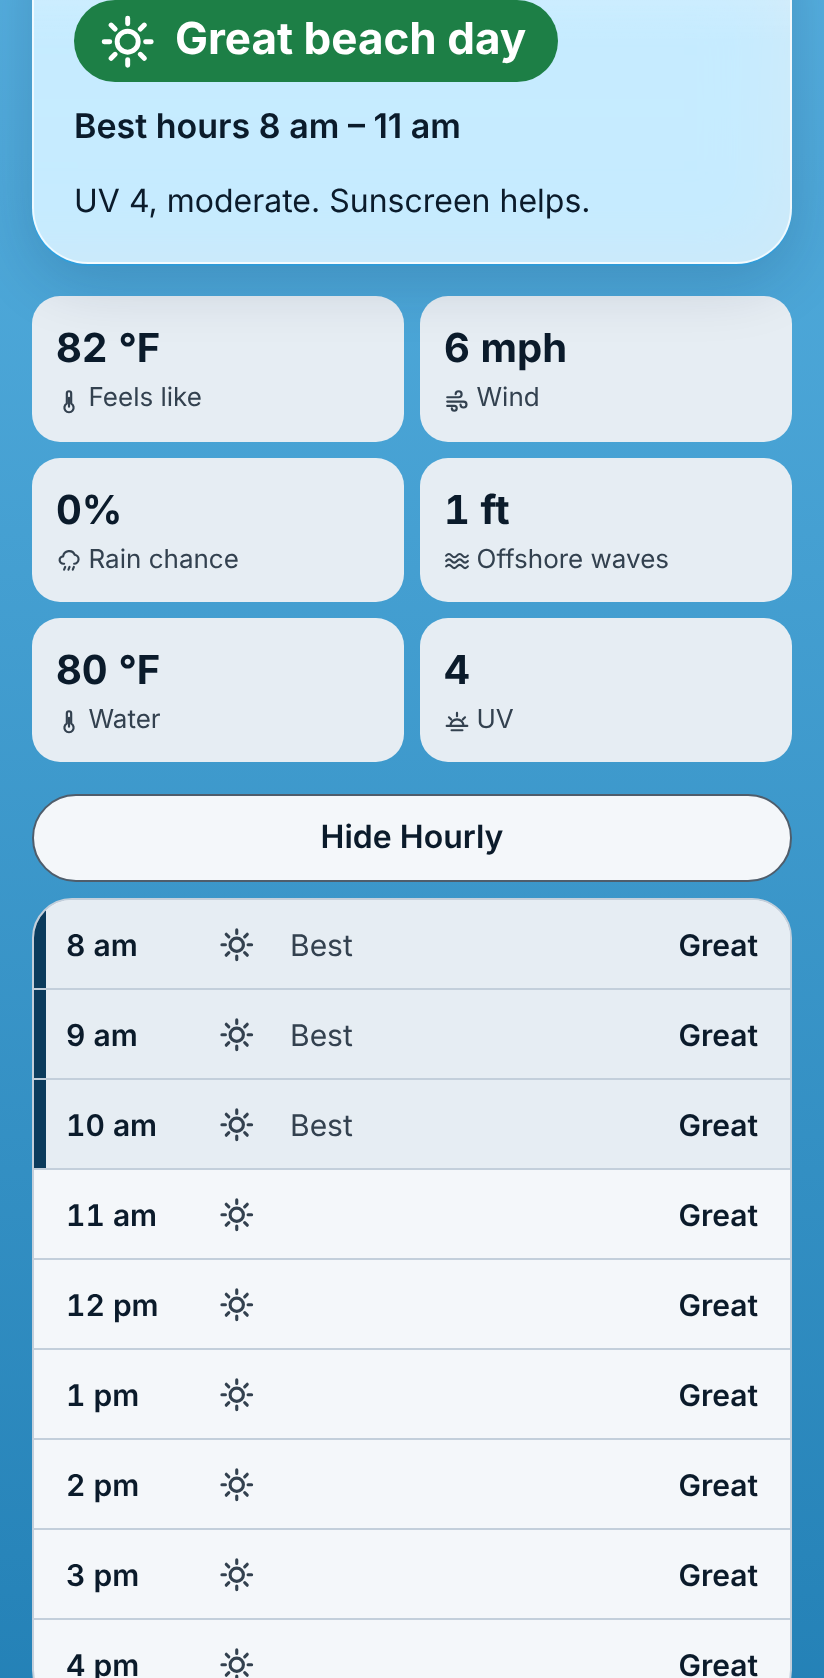 Great beach day
Best hours 8 am – 11 am
UV 4, moderate. Sunscreen helps.
82 °F
Feels like
6 mph
Wind
0%
Rain chance
1 ft
Offshore waves
80 °F
Water
4
UV
Hide Hourly
8 am Best Great
9 am Best Great
10 am Best Great
11 am Great
12 pm Great
1 pm Great
2 pm Great
3 pm Great
4 pm Great